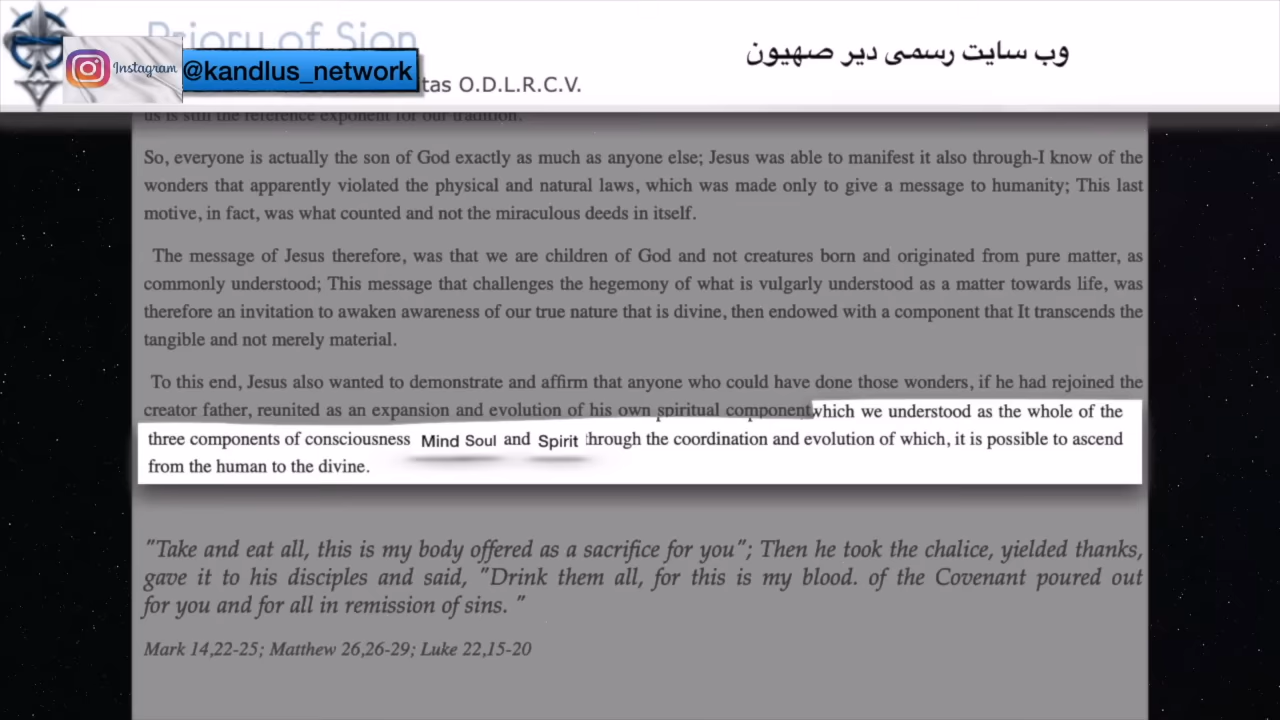 Priory of Sion
وب سایت رسمی دیر صهیون
Instagram
@kandlus_network
tas O.D.L.R.C.V.
us is still the reference exponent for our tradition.
So, everyone is actually the son of God exactly as much as anyone else; Jesus was able to manifest it also through-I know of the
wonders that apparently violated the physical and natural laws, which was made only to give a message to humanity; This last
motive, in fact, was what counted and not the miraculous deeds in itself.
The message of Jesus therefore, was that we are children of God and not creatures born and originated from pure matter, as
commonly understood; This message that challenges the hegemony of what is vulgarly understood as a matter towards life, was
therefore an invitation to awaken awareness of our true nature that is divine, then endowed with a component that It transcends the
tangible and not merely material.
To this end, Jesus also wanted to demonstrate and affirm that anyone who could have done those wonders, if he had rejoined the
creator father, reunited as an expansion and evolution of his own spiritual component which we understood as the whole of the
three components of consciousness Mind Soul and Spirit through the coordination and evolution of which, it is possible to ascend
from the human to the divine.
"Take and eat all, this is my body offered as a sacrifice for you"; Then he took the chalice, yielded thanks,
gave it to his disciples and said, "Drink them all, for this is my blood. of the Covenant poured out
for you and for all in remission of sins. "
Mark 14,22-25; Matthew 26,26-29; Luke 22,15-20